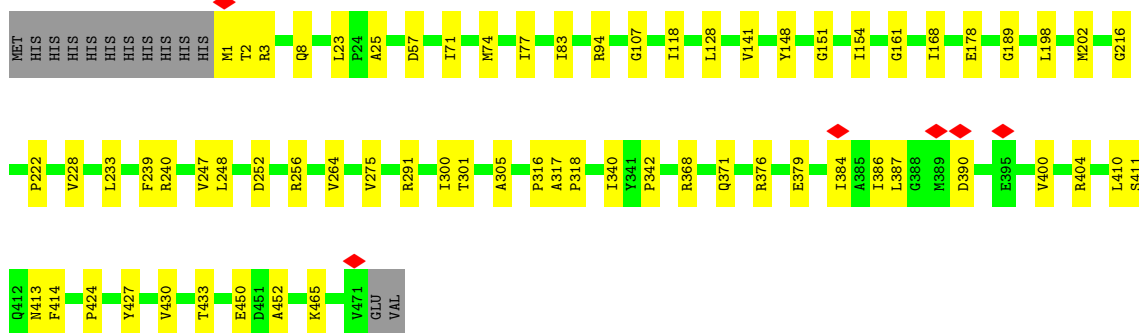 MET HIS HIS HIS HIS HIS HIS HIS HIS HIS M1 T2 R3 Q8 L23 P24 A25 D57 I71 M74 I77 I83 R94 G107 I118 L128 V141 Y148 G151 I154 G161 I168 E178 G189 L198 M202 G216
P222 V228 L233 F239 R240 V247 L248 D252 R256 V264 V275 R291 I300 T301 A305 P316 A317 P318 I340 Y341 P342 R368 Q371 R376 E379 I384 A385 I386 L387 G388 M389 D390 E395 V400 R404 L410 S411
Q412 N413 F414 P424 Y427 V430 T433 E450 D451 A452 K465 V471 GLU VAL